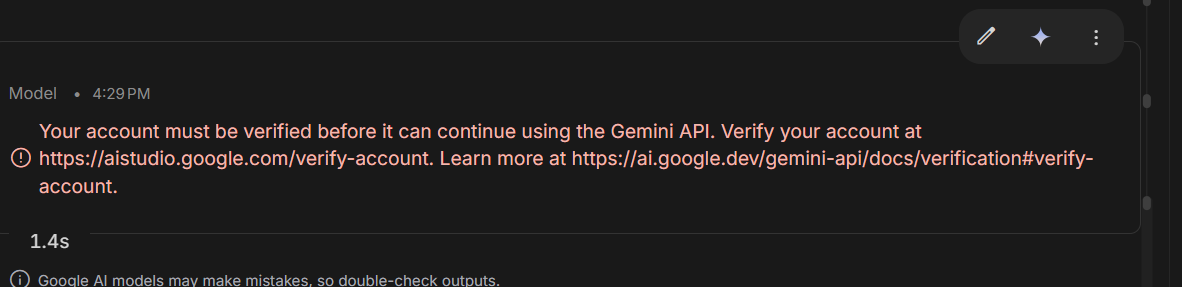 Model • 4:29 PM
Your account must be verified before it can continue using the Gemini API. Verify your account at
https://aistudio.google.com/verify-account. Learn more at https://ai.google.dev/gemini-api/docs/verification#verify-
account.
1.4s
Google AI models may make mistakes, so double-check outputs.